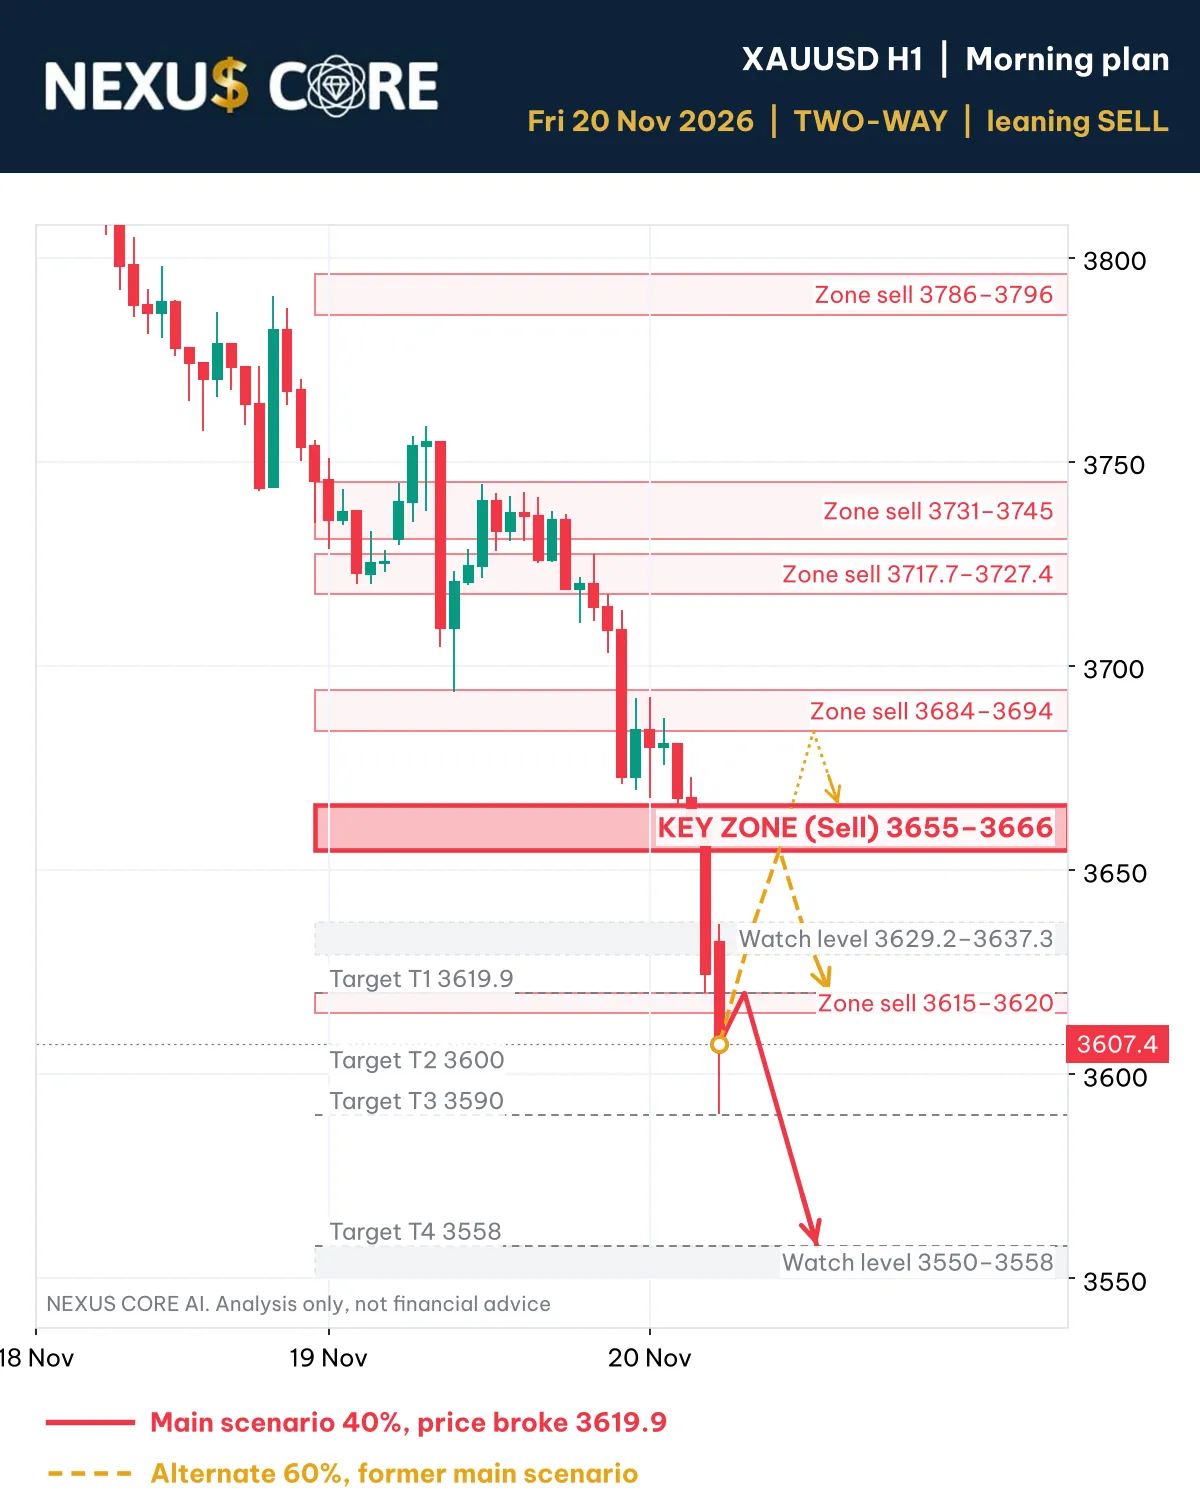 NEXU$ CORE
XAUUSD H1 | Morning plan
Fri 20 Nov 2026 | TWO-WAY | leaning SELL
3800
Zone sell 3786–3796
3750
Zone sell 3731–3745
Zone sell 3717.7–3727.4
3700
Zone sell 3684–3694
KEY ZONE (Sell) 3655–3666
3650
Watch level 3629.2–3637.3
Target T1 3619.9
Zone sell 3615–3620
3607.4
Target T2 3600
3600
Target T3 3590
Target T4 3558
Watch level 3550–3558
3550
NEXUS CORE AI. Analysis only, not financial advice
18 Nov
19 Nov
20 Nov
Main scenario 40%, price broke 3619.9
Alternate 60%, former main scenario